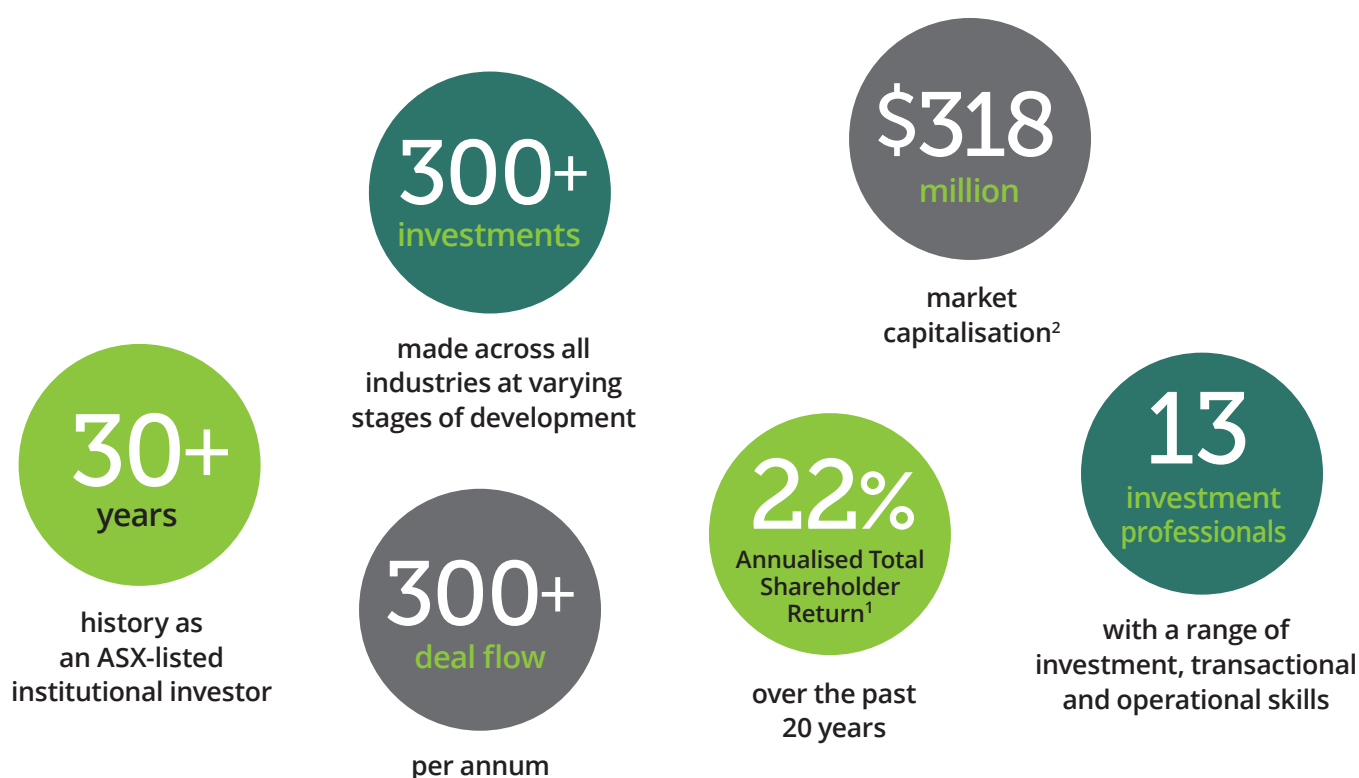 30+
years
history as
an ASX-listed
institutional investor
300+
investments
made across all
industries at varying
stages of development
300+
deal flow
per annum
$318
million
market
capitalisation²
22%
Annualised Total
Shareholder
Return¹
over the past
20 years
13
investment
professionals
with a range of
investment, transactional
and operational skills